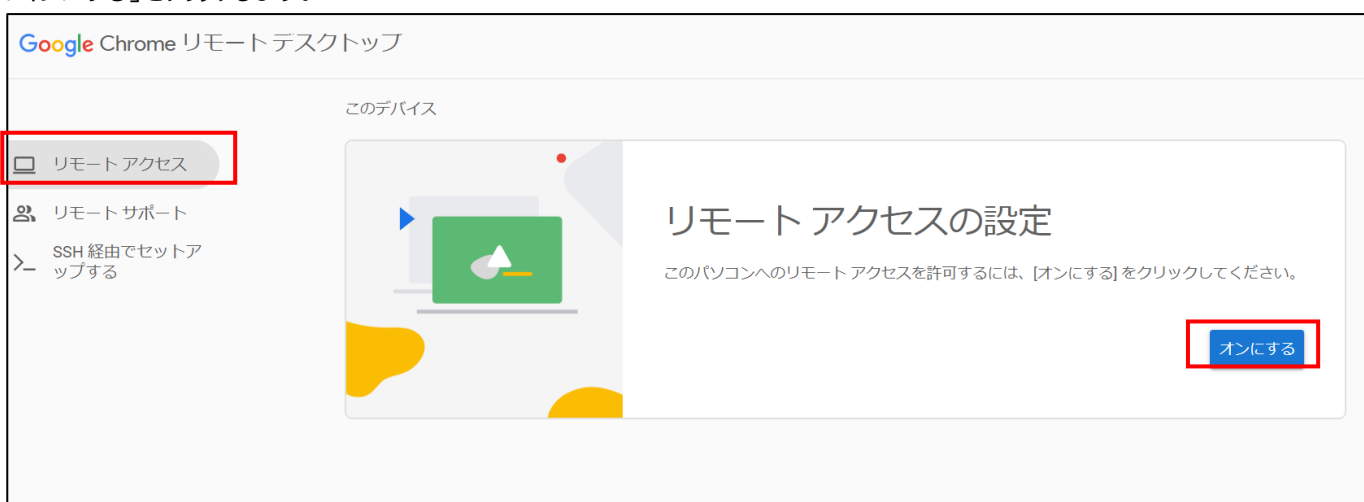 Google Chrome リモート デスクトップ
このデバイス
リモート アクセス
リモート サポート
SSH 経由でセットア
ップする
リモート アクセスの設定
このパソコンへのリモート アクセスを許可するには、[オンにする] をクリックしてください。
オンにする